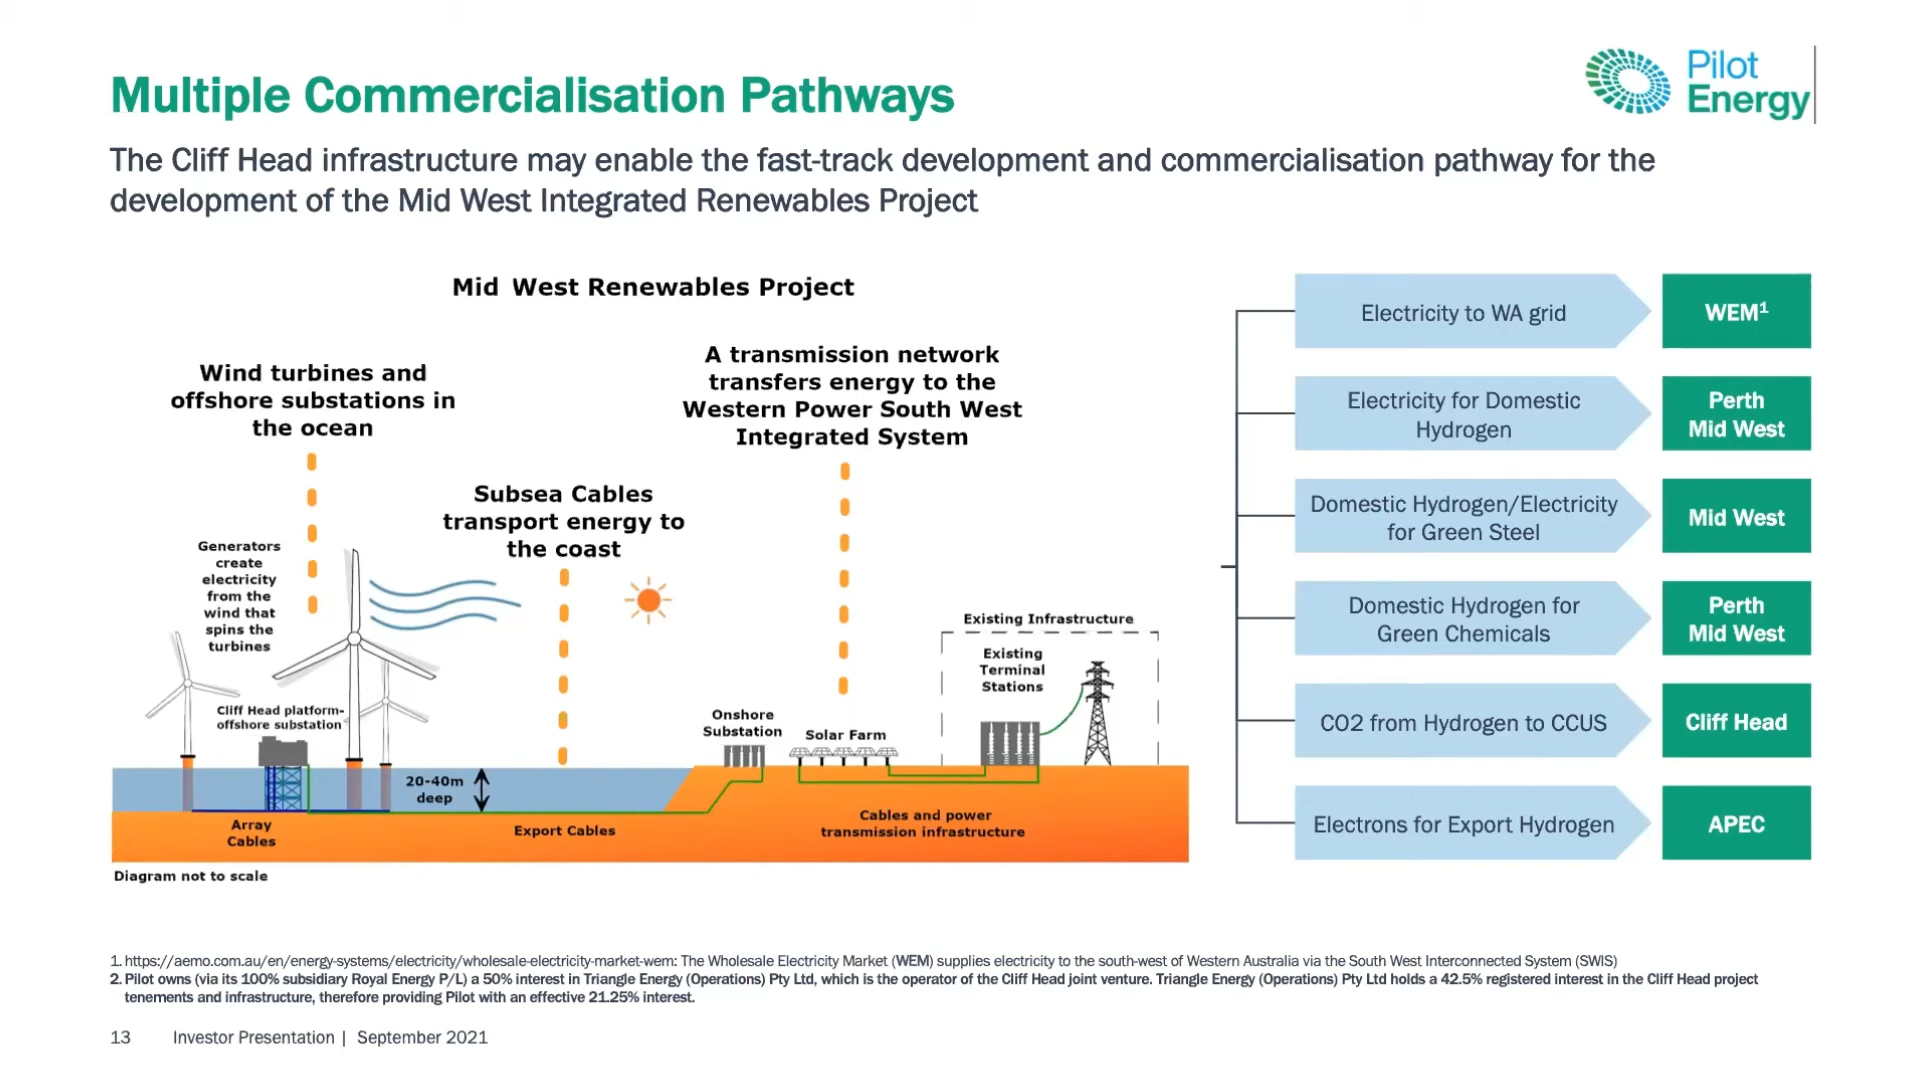 Multiple Commercialisation Pathways
Pilot
Energy
The Cliff Head infrastructure may enable the fast-track development and commercialisation pathway for the
development of the Mid West Integrated Renewables Project
Mid West Renewables Project
Wind turbines and
offshore substations in
the ocean
A transmission network
transfers energy to the
Western Power South West
Integrated System
Subsea Cables
transport energy to
the coast
Generators
create
electricity
from the
wind that
spins the
turbines
Cliff Head platform-
offshore substation
Onshore
Substation
Solar Farm
Existing Infrastructure
Existing
Terminal
Stations
20-40m
deep
Array
Cables
Export Cables
Cables and power
transmission infrastructure
Diagram not to scale
Electricity to WA grid
WEM¹
Electricity for Domestic
Hydrogen
Perth
Mid West
Domestic Hydrogen/Electricity
for Green Steel
Mid West
Domestic Hydrogen for
Green Chemicals
Perth
Mid West
CO2 from Hydrogen to CCUS
Cliff Head
Electrons for Export Hydrogen
APEC
1. https://aemo.com.au/en/energy-systems/electricity/wholesale-electricity-market-wem: The Wholesale Electricity Market (WEM) supplies electricity to the south-west of Western Australia via the South West Interconnected System (SWIS)
2. Pilot owns (via its 100% subsidiary Royal Energy P/L) a 50% interest in Triangle Energy (Operations) Pty Ltd, which is the operator of the Cliff Head joint venture. Triangle Energy (Operations) Pty Ltd holds a 42.5% registered interest in the Cliff Head project
tenements and infrastructure, therefore providing Pilot with an effective 21.25% interest.
13 Investor Presentation | September 2021